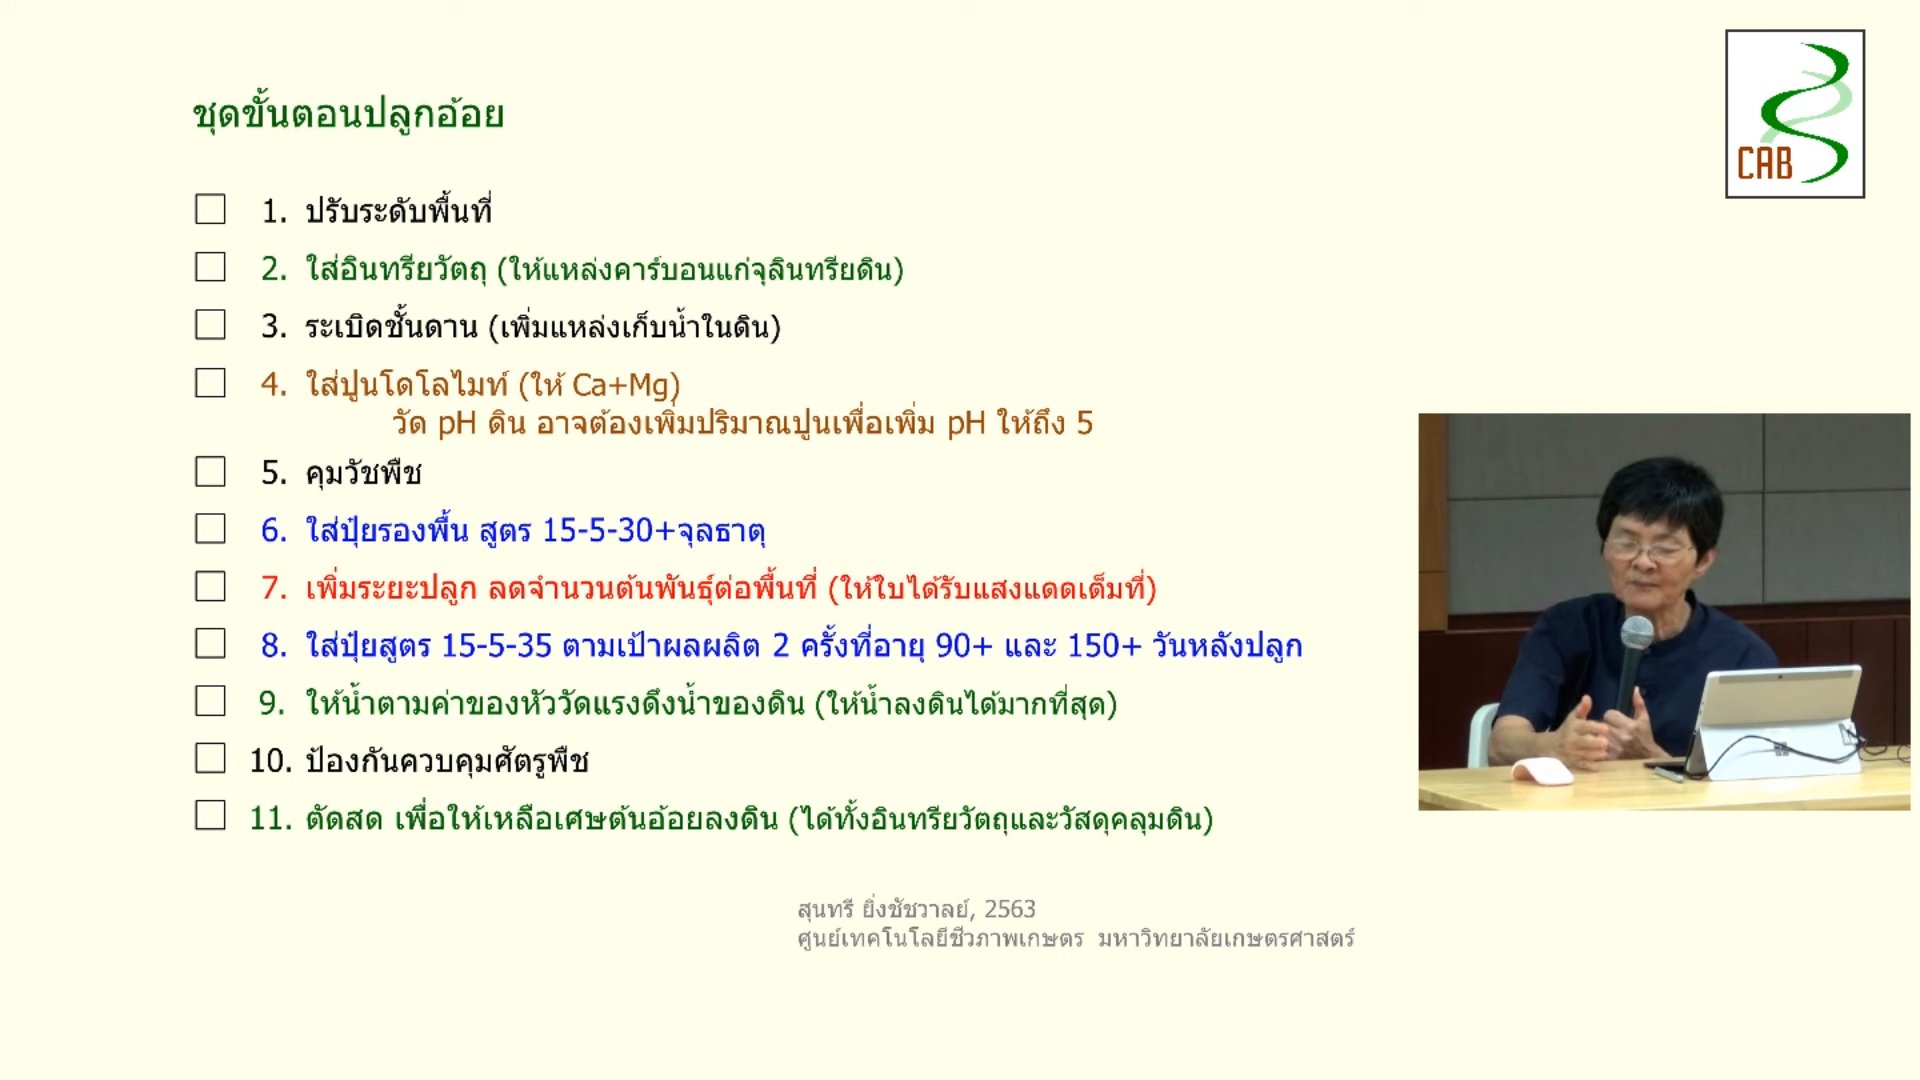 ชุดขั้นตอนปลูกอ้อย
CAB
1. ปรับระดับพื้นที่
2. ใส่อินทรียวัตถุ (ให้แหล่งคาร์บอนแก่จุลินทรียดิน)
3. ระเบิดชั้นดาน (เพิ่มแหล่งเก็บน้ำในดิน)
4. ใส่ปูนโดโลไมท์ (ให้ Ca+Mg)
วัด pH ดิน อาจต้องเพิ่มปริมาณปูนเพื่อเพิ่ม pH ให้ถึง 5
5. คุมวัชพืช
6. ใส่ปุ๋ยรองพื้น สูตร 15-5-30+จุลธาตุ
7. เพิ่มระยะปลูก ลดจำนวนต้นพันธุ์ต่อพื้นที่ (ให้ใบได้รับแสงแดดเต็มที่)
8. ใส่ปุ๋ยสูตร 15-5-35 ตามเป้าผลผลิต 2 ครั้งที่อายุ 90+ และ 150+ วันหลังปลูก
9. ให้น้ำตามค่าของหัววัดแรงดึงน้ำของดิน (ให้น้ำลงดินได้มากที่สุด)
10. ป้องกันควบคุมศัตรูพืช
11. ตัดสด เพื่อให้เหลือเศษต้นอ้อยลงดิน (ได้ทั้งอินทรียวัตถุและวัสดุคลุมดิน)
สุนทรี ยิ่งชัชวาลย์, 2563
ศูนย์เทคโนโลยีชีวภาพเกษตร มหาวิทยาลัยเกษตรศาสตร์